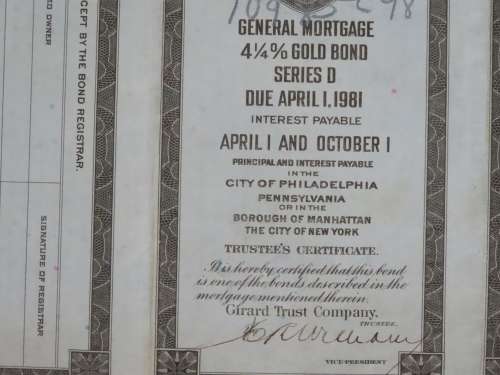 GENERAL MORTGAGE
4¼% GOLD BOND
SERIES D
DUE APRIL 1, 1981
INTEREST PAYABLE
APRIL 1 AND OCTOBER 1
PRINCIPAL AND INTEREST PAYABLE
IN THE
CITY OF PHILADELPHIA
PENNSYLVANIA
OR IN THE
BOROUGH OF MANHATTAN
THE CITY OF NEW YORK
TRUSTEE'S CERTIFICATE.
It is hereby certified that this bond
is one of the bonds described in the
mortgage mentioned therein.
Girard Trust Company.
TRUSTEE,
VICE-PRESIDENT
CEPT BY THE BOND REGISTRAR.
ED OWNER
SIGNATURE OF REGISTRAR